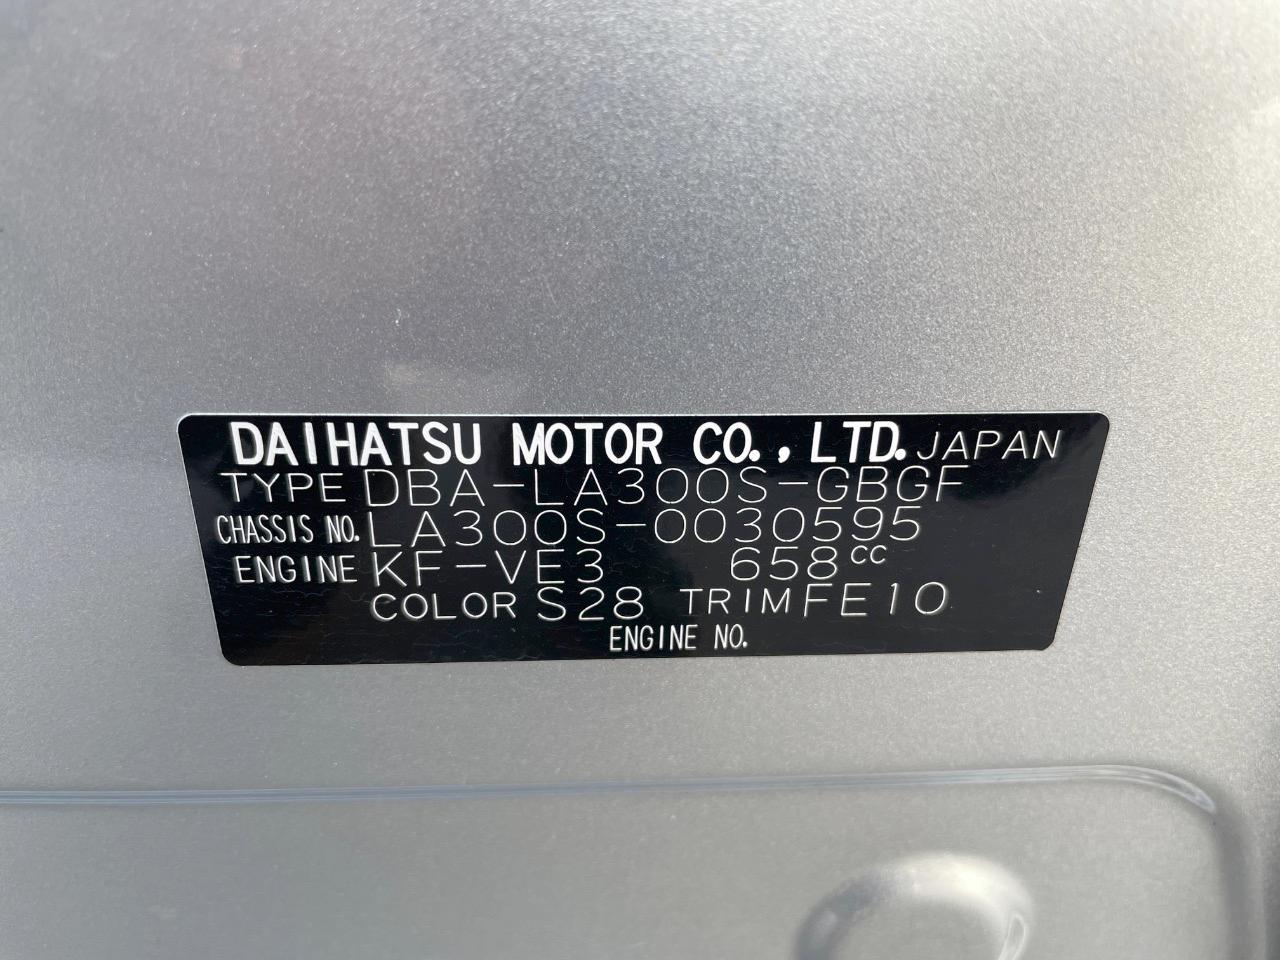 DAIHATSU MOTOR CO., LTD. JAPAN
TYPE DBA-LA300S-GBGF
CHASSIS NO. LA300S-0030595
ENGINE KF-VE3 658cc
COLOR S28 TRIM FE10
ENGINE NO.